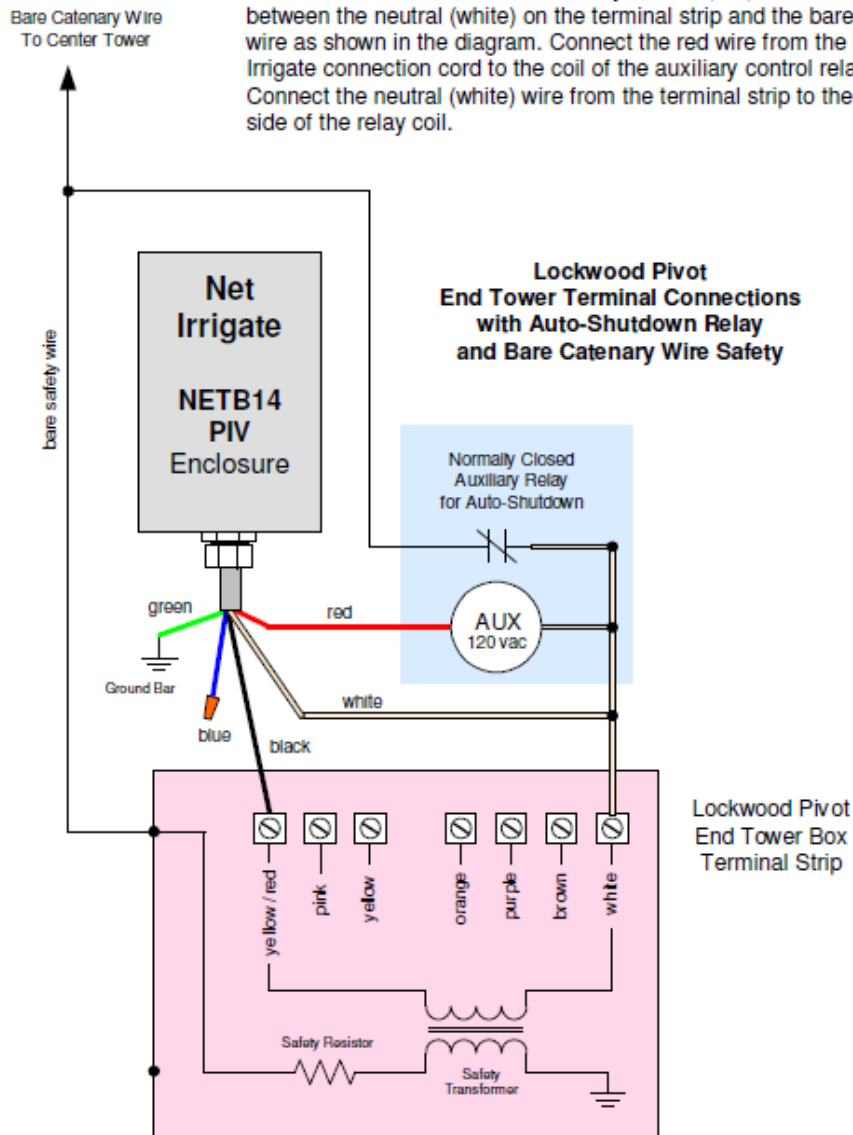 Bare Catenary Wire
To Center Tower
between the neutral (white) on the terminal strip and the bare
wire as shown in the diagram. Connect the red wire from the
Irrigate connection cord to the coil of the auxiliary control
Connect the neutral (white) wire from the terminal strip to the
side of the relay coil.
Net
Irrigate
NETB14
PIV
Enclosure
Lockwood Pivot
End Tower Terminal Connections
with Auto-Shutdown Relay
and Bare Catenary Wire Safety
bare safety wire
Normally Closed
Auxiliary Relay
for Auto-Shutdown
green
red
AUX
120 vac
Ground Bar
white
blue
black
yellow / red
pink
yellow
orange
purple
brown
white
Lockwood Pivot
End Tower Box
Terminal Strip
Safety Resistor
Safety
Transformer